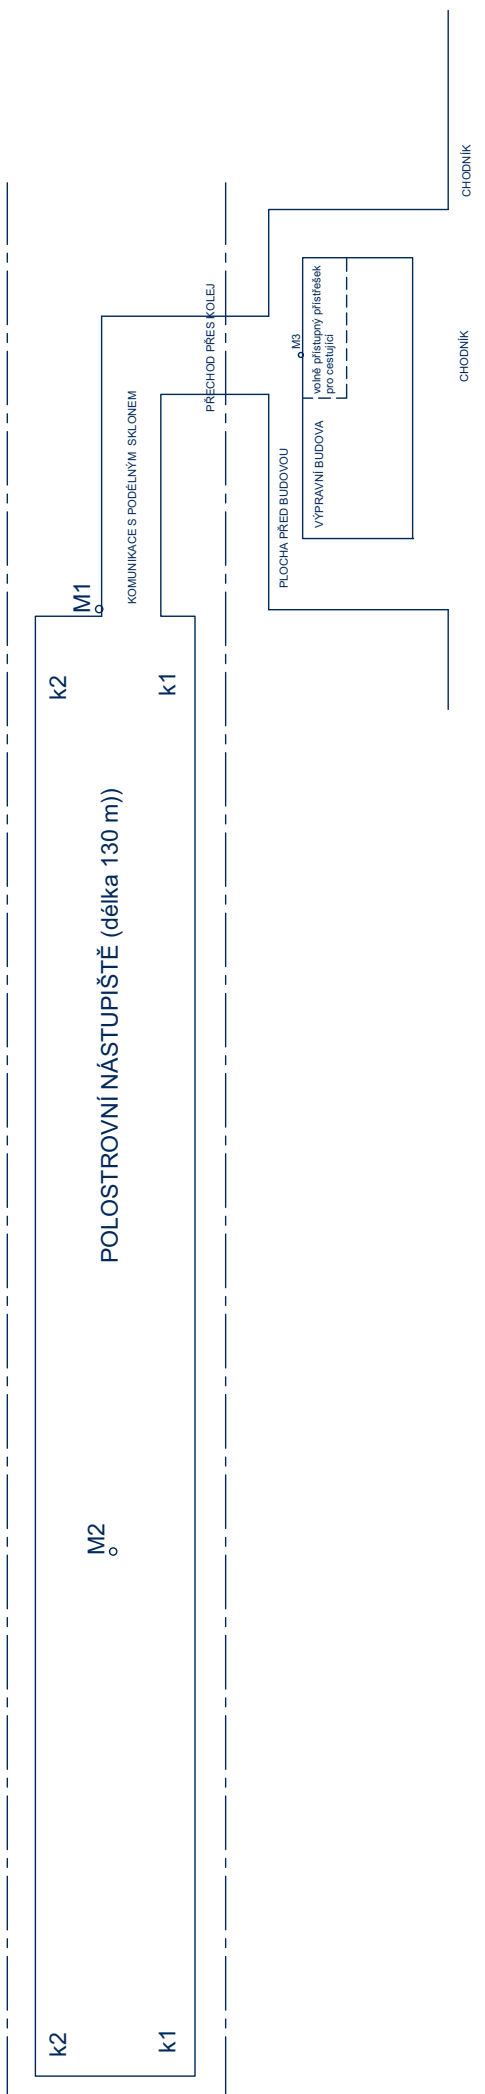 CHODNÍK
CHODNÍK
volně přístupný přístřešek
pro cestující
M3
VÝPRAVNÍ BUDOVA
PLOCHA PŘED BUDOVOU
PŘECHOD PŘES KOLEJ
KOMUNIKACE S PODÉLNÝM SKLONEM
M1
k2
k1
POLOSTROVNÍ NÁSTUPIŠTĚ (délka 130 m))
M2
k2
k1